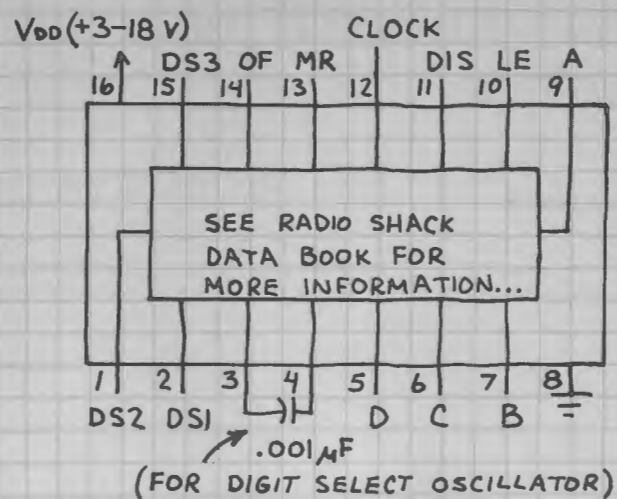 VDD (+3-18 V)
CLOCK
DS3 OF MR
DIS LE A
16 15 14 13 12 11 10 9
SEE RADIO SHACK
DATA BOOK FOR
MORE INFORMATION...
1 2 3 4 5 6 7 8
DS2 DS1
D C B
.001µF
(FOR DIGIT SELECT OSCILLATOR)